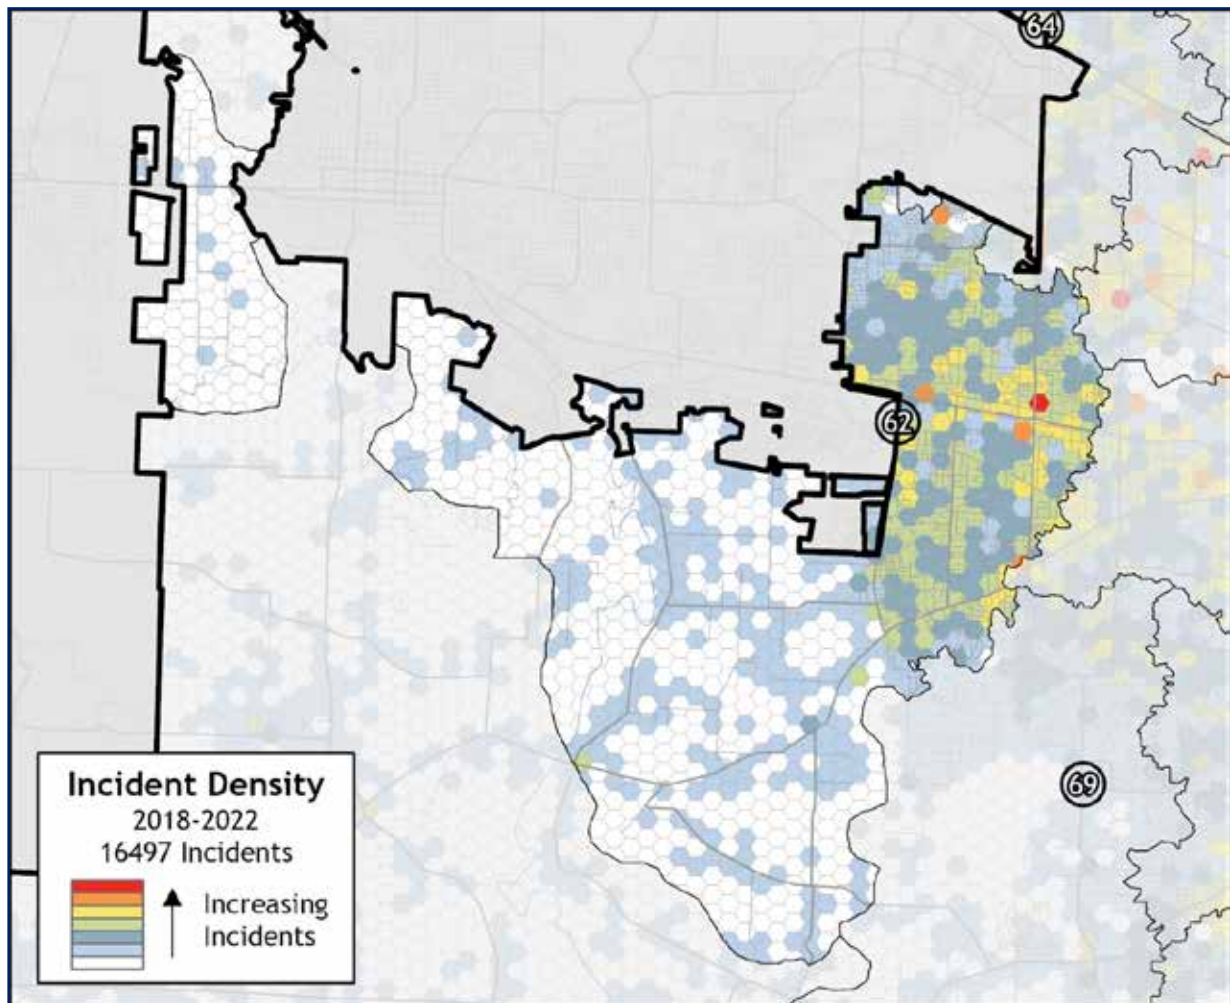 64
62
69
Incident Density
2018-2022
16497 Incidents
Increasing
Incidents